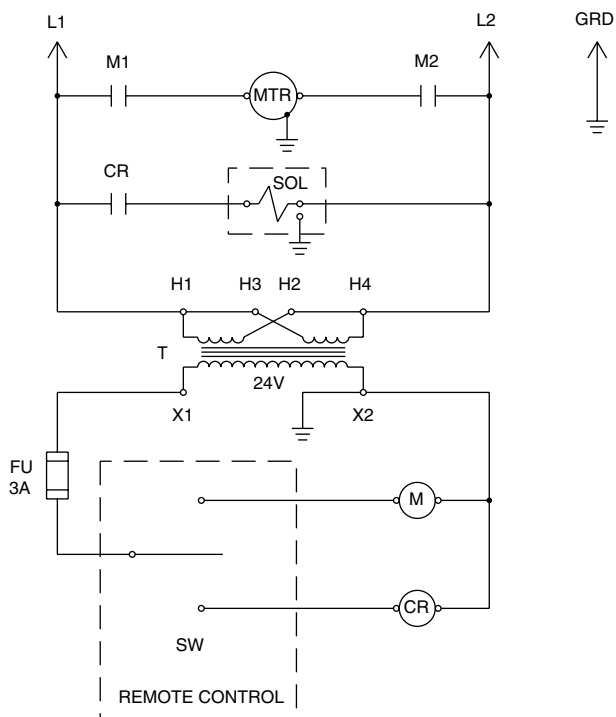 L1
L2
GRD
M1
M2
MTR
CR
SOL
H1
H3
H2
H4
T
24V
X1
X2
FU
3A
M
CR
SW
REMOTE CONTROL